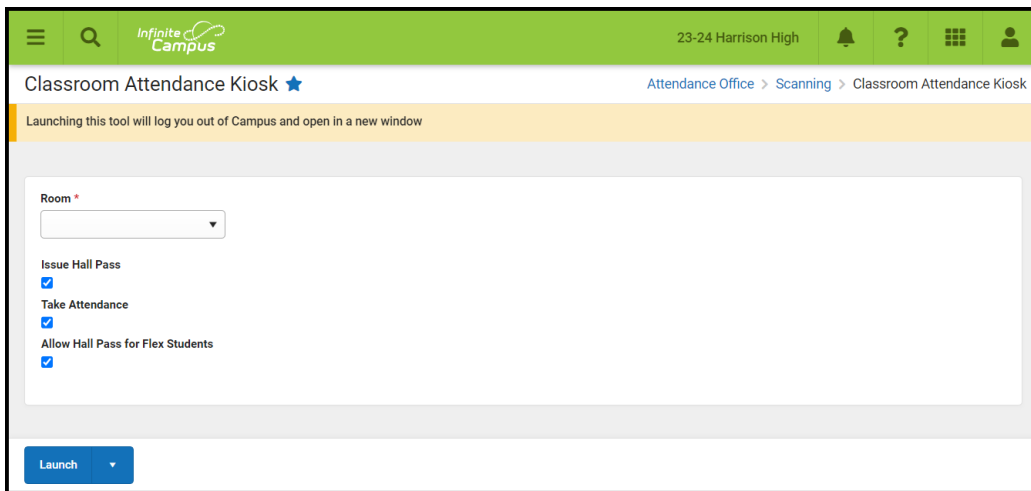 Infinite Campus
23-24 Harrison High
?
Classroom Attendance Kiosk
Attendance Office > Scanning > Classroom Attendance Kiosk
Launching this tool will log you out of Campus and open in a new window
Room *
Issue Hall Pass
Take Attendance
Allow Hall Pass for Flex Students
Launch